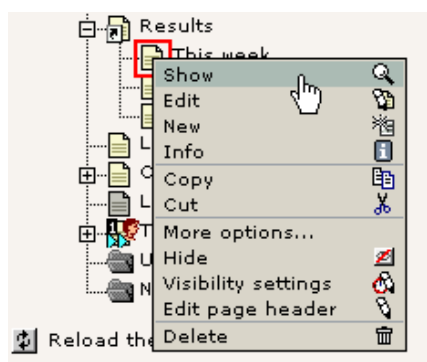 Results
This week
Show
Edit
New
Info
L
Copy
C
Cut
L
More options...
T
Hide
U
Visibility settings
N
Edit page header
Delete
Reload the